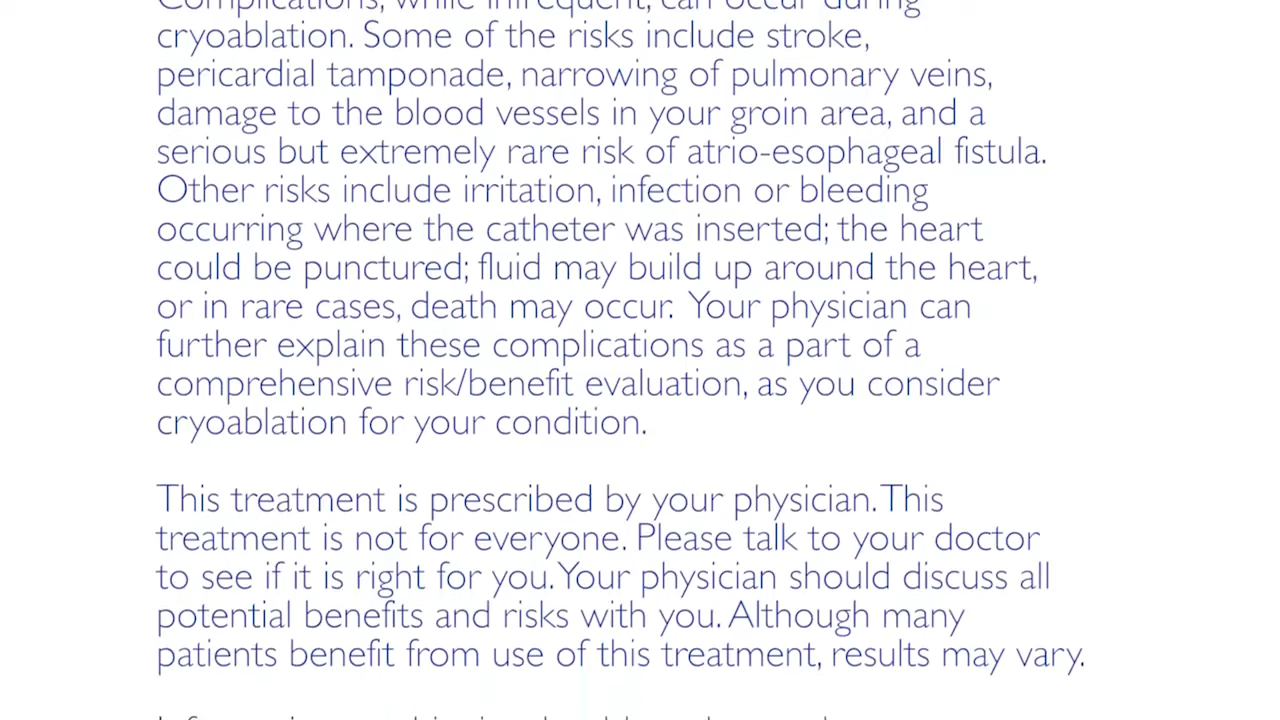 Complications, while infrequent, can occur during
cryoablation. Some of the risks include stroke,
pericardial tamponade, narrowing of pulmonary veins,
damage to the blood vessels in your groin area, and a
serious but extremely rare risk of atrio-esophageal fistula.
Other risks include irritation, infection or bleeding
occurring where the catheter was inserted; the heart
could be punctured; fluid may build up around the heart,
or in rare cases, death may occur. Your physician can
further explain these complications as a part of a
comprehensive risk/benefit evaluation, as you consider
cryoablation for your condition.
This treatment is prescribed by your physician. This
treatment is not for everyone. Please talk to your doctor
to see if it is right for you. Your physician should discuss all
potential benefits and risks with you. Although many
patients benefit from use of this treatment, results may vary.